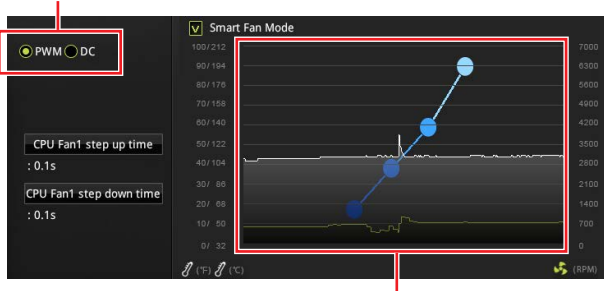 Smart Fan Mode
PWM DC
100/212 7000
90/194 6300
80/176 5600
70/158 4900
60/140 4200
CPU Fan1 step up time
50/122 3500
: 0.1s
40/104 2800
CPU Fan1 step down time
30/ 86 2100
20/ 68 1400
: 0.1s
10/ 50 700
0/ 32 0
(°F) (°C) (RPM)